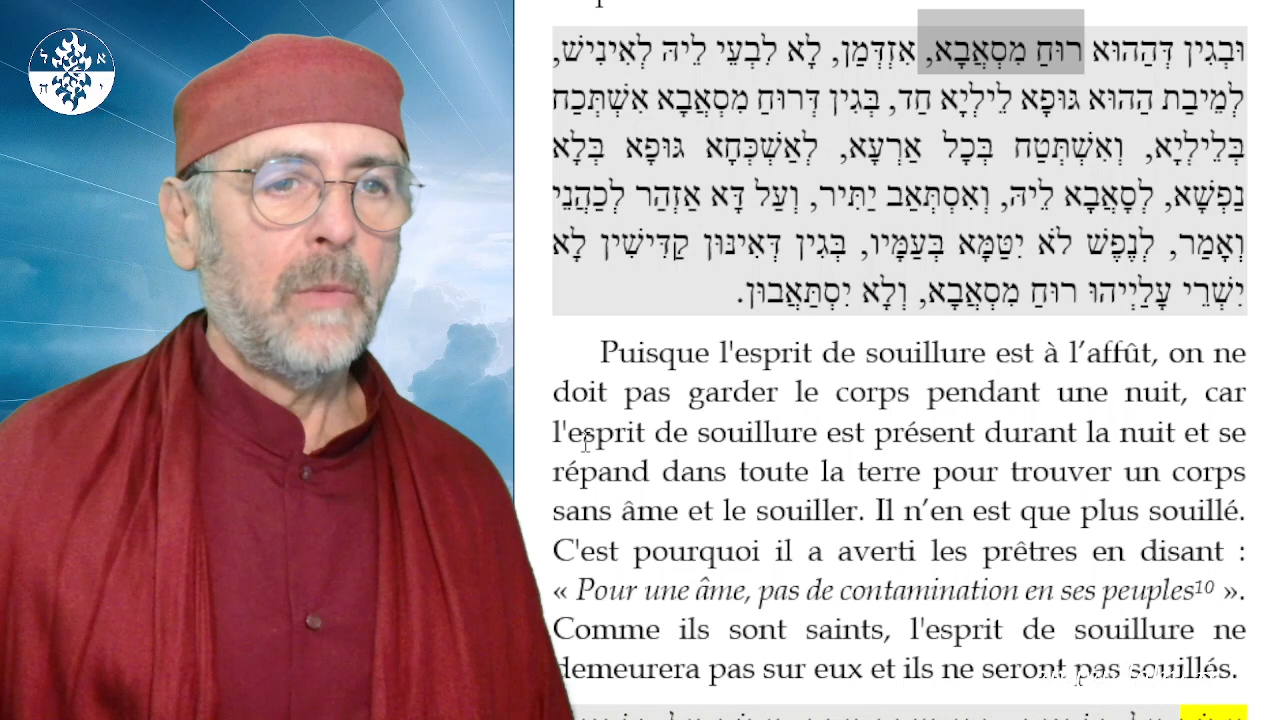 א
ל
ה
י
וּבְגִין דְּהַהוּא רוּחַ מִסְאֲבָא, אִזְדְּמַן, לָא לִבְעֵי לֵיהּ לְאִינִישׁ,
לְמֵיבַת הַהוּא גּוּפָא לֵילְיָא חַד, בְּגִין דְּרוּחַ מִסְאֲבָא אִשְׁתְּכַח
בְּלֵילְיָא, וְאִשְׁתְּטַח בְּכָל אַרְעָא, לְאַשְׁכְּחָא גּוּפָא בְּלָא
נַפְשָׁא, לְסָאֲבָא לֵיהּ, וְאִסְתְּאַב יַתִּיר, וְעַל דָּא אַזְהַר לְכַהֲנֵי
וְאָמַר, לְנֶפֶשׁ לֹא יִטַּמָּא בְּעַמָּיו, בְּגִין דְּאִינּוּן קַדִּישִׁין לָא
יִשְׁרֵי עָלַיְיהוּ רוּחַ מִסְאֲבָא, וְלָא יִסְתַּאֲבוּן.
Puisque l'esprit de souillure est à l’affût, on ne
doit pas garder le corps pendant une nuit, car
l'esprit de souillure est présent durant la nuit et se
répand dans toute la terre pour trouver un corps
sans âme et le souiller. Il n’en est que plus souillé.
C'est pourquoi il a averti les prêtres en disant :
« Pour une âme, pas de contamination en ses peuples¹⁰ ».
Comme ils sont saints, l'esprit de souillure ne
demeurera pas sur eux et ils ne seront pas souillés.